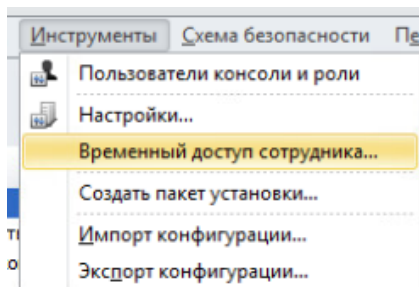 Инструменты Схема безопасности
Пользователи консоли и роли
Настройки...
Временный доступ сотрудника...
Создать пакет установки...
Импорт конфигурации...
Экспорт конфигурации...